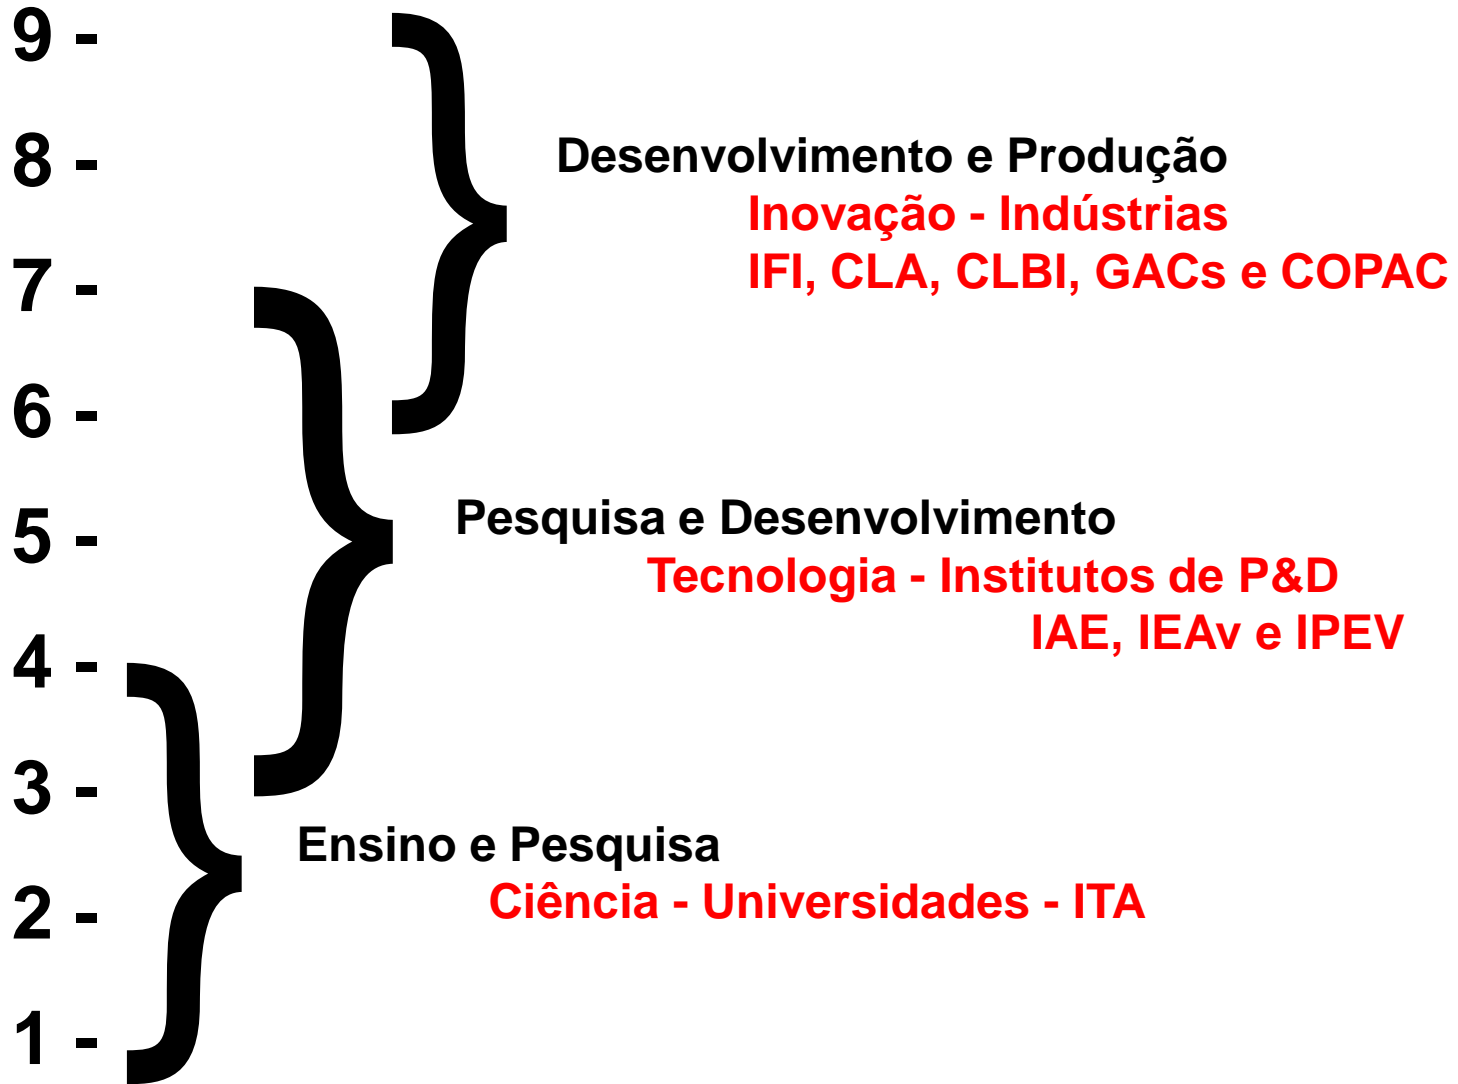 9 -
8 -
Desenvolvimento e Produção
Inovação - Indústrias
IFI, CLA, CLBI, GACs e COPAC
7 -
6 -
5 -
Pesquisa e Desenvolvimento
Tecnologia - Institutos de P&D
IAE, IEAv e IPEV
4 -
3 -
Ensino e Pesquisa
Ciência - Universidades - ITA
2 -
1 -